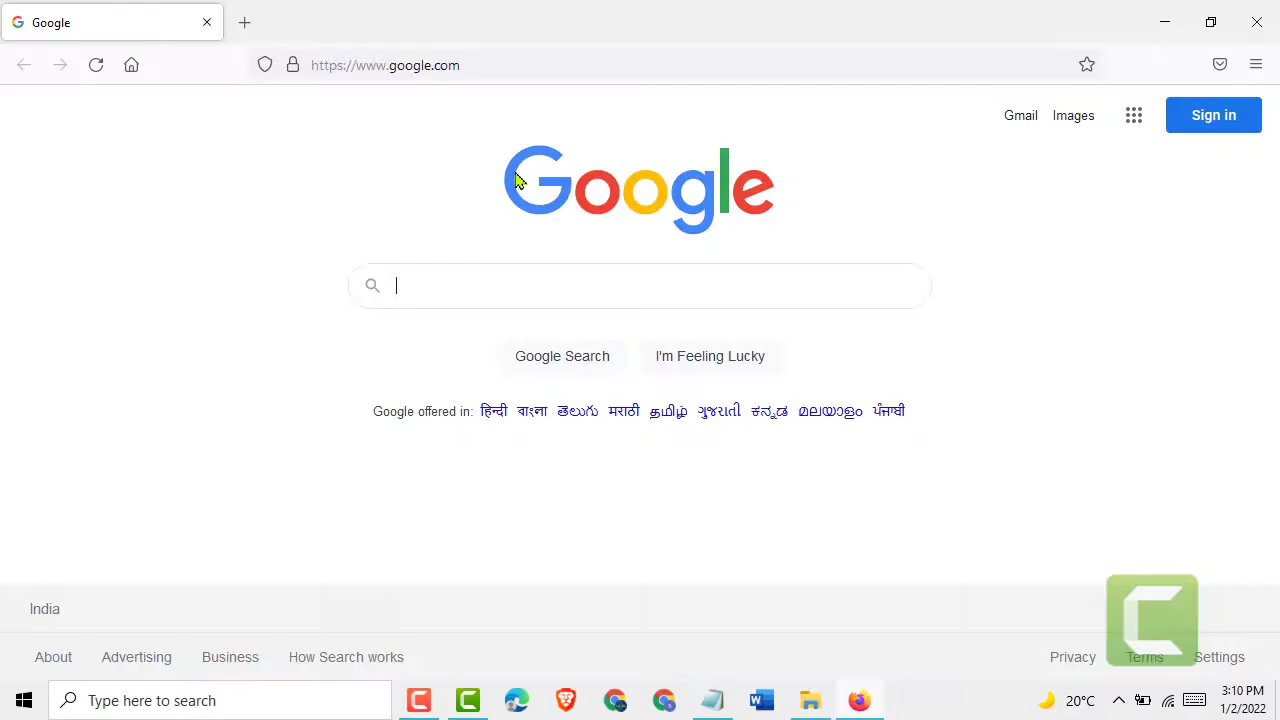 Google
https://www.google.com
Gmail Images Sign in
Google
Google Search I'm Feeling Lucky
Google offered in: हिन्दी বাংলা తెలుగు मराठी தமிழ் ગુજરાતી ಕನ್ನಡ മലയാളം ਪੰਜਾਬੀ
India
About Advertising Business How Search works Privacy Terms Settings
Type here to search 20°C 3:10 PM
1/2/2022